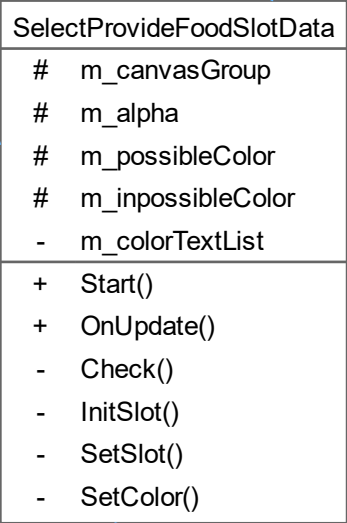 SelectProvideFoodSlotData
# m_canvasGroup
# m_alpha
# m_possibleColor
# m_inpossibleColor
- m_colorTextList
+ Start()
+ OnUpdate()
- Check()
- InitSlot()
- SetSlot()
- SetColor()